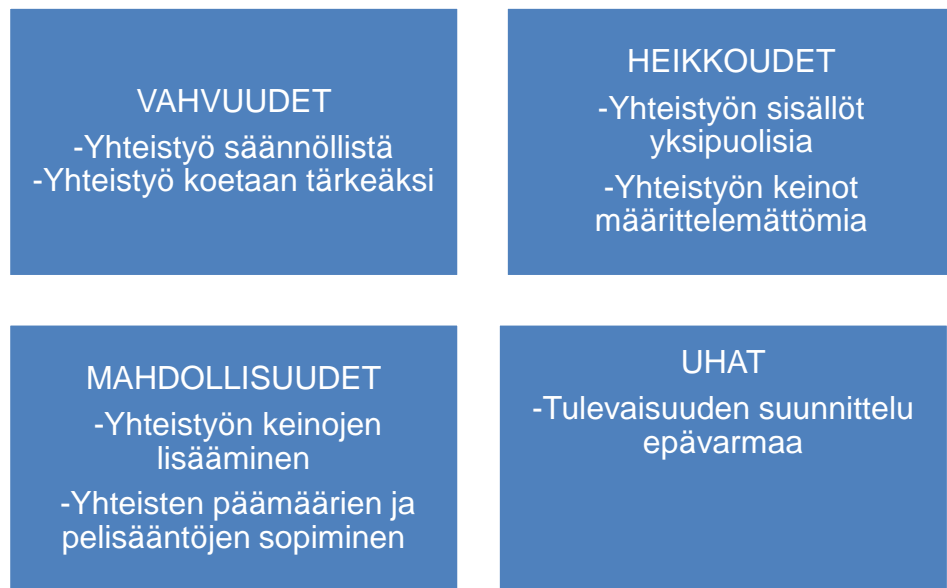 VAHVUUDET
-Yhteistyö säännöllistä
-Yhteistyö koetaan tärkeäksi
HEIKKOUDET
-Yhteistyön sisällöt
yksipuolisia
-Yhteistyön keinot
määrittelemättömia
MAHDOLLISUUDET
-Yhteistyön keinojen
lisääminen
-Yhteisten päämäärien ja
pelisääntöjen sopiminen
UHAT
-Tulevaisuuden suunnittelu
epävarmaa